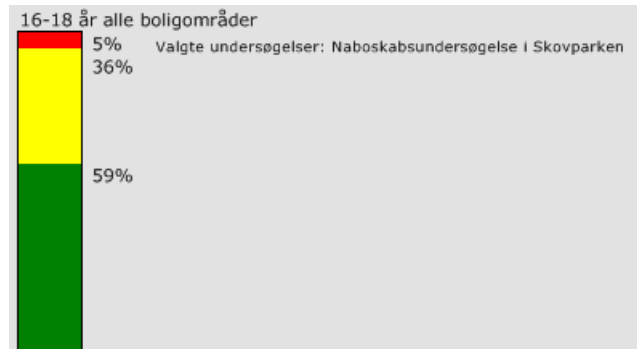 16-18 år alle boligområder
5%
Valgte undersøgelser: Naboskabsundersøgelse i Skovparken
36%
59%